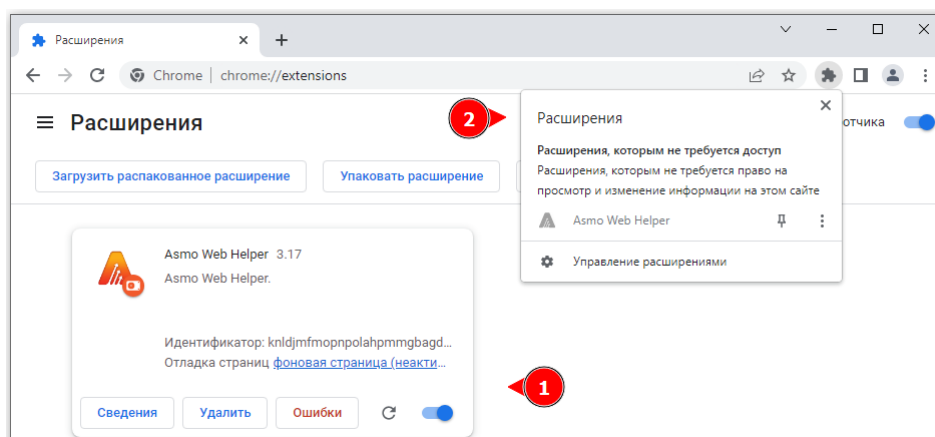 Расширения
Chrome | chrome://extensions
Расширения
отчика
Загрузить распакованное расширение
Упаковать расширение
2
Расширения
Расширения, которым не требуется доступ
Расширения, которым не требуется право на
просмотр и изменение информации на этом сайте
Asmo Web Helper
Управление расширениями
Asmo Web Helper 3.17
Asmo Web Helper.
Идентификатор: knldjmfmopnpolahpmmgbagd...
Отладка страниц фоновая страница (неакти...
1
Сведения
Удалить
Ошибки